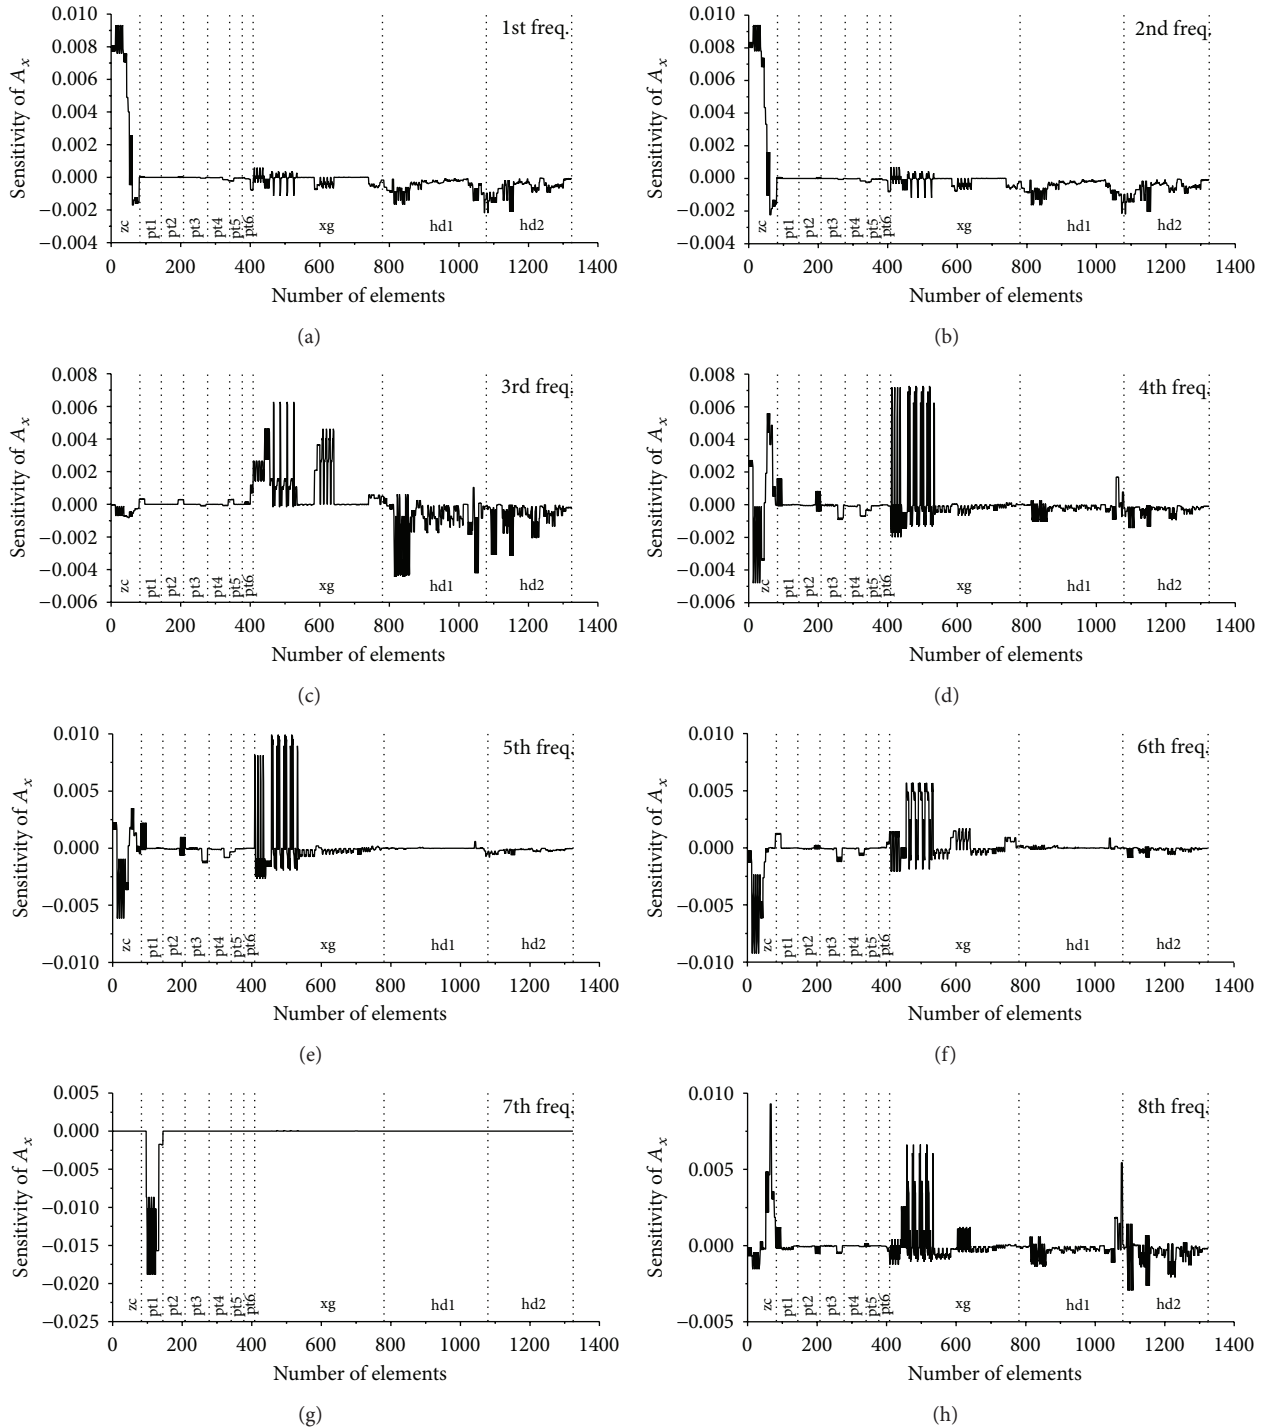 0.010
0.008
0.006
0.004
0.002
0.000
−0.002
−0.004
Sensitivity of Aₓ
1st freq.
zc pt1 pt2 pt3 pt4 pt5 pt6 xg hd1 hd2
0 200 400 600 800 1000 1200 1400
Number of elements
(a)
0.010
0.008
0.006
0.004
0.002
0.000
−0.002
−0.004
Sensitivity of Aₓ
2nd freq.
zc pt1 pt2 pt3 pt4 pt5 pt6 xg hd1 hd2
0 200 400 600 800 1000 1200 1400
Number of elements
(b)
0.008
0.006
0.004
0.002
0.000
−0.002
−0.004
−0.006
Sensitivity of Aₓ
3rd freq.
zc pt1 pt2 pt3 pt4 pt5 pt6 xg hd1 hd2
0 200 400 600 800 1000 1200 1400
Number of elements
(c)
0.008
0.006
0.004
0.002
0.000
−0.002
−0.004
−0.006
Sensitivity of Aₓ
4th freq.
zc pt1 pt2 pt3 pt4 pt5 pt6 xg hd1 hd2
0 200 400 600 800 1000 1200 1400
Number of elements
(d)
0.010
0.005
0.000
−0.005
−0.010
Sensitivity of Aₓ
5th freq.
zc pt1 pt2 pt3 pt4 pt5 pt6 xg hd1 hd2
0 200 400 600 800 1000 1200 1400
Number of elements
(e)
0.010
0.005
0.000
−0.005
−0.010
Sensitivity of Aₓ
6th freq.
zc pt1 pt2 pt3 pt4 pt5 pt6 xg hd1 hd2
0 200 400 600 800 1000 1200 1400
Number of elements
(f)
0.005
0.000
−0.005
−0.010
−0.015
−0.020
−0.025
Sensitivity of Aₓ
7th freq.
zc pt1 pt2 pt3 pt4 pt5 pt6 xg hd1 hd2
0 200 400 600 800 1000 1200 1400
Number of elements
(g)
0.010
0.005
0.000
−0.005
Sensitivity of Aₓ
8th freq.
zc pt1 pt2 pt3 pt4 pt5 pt6 xg hd1 hd2
0 200 400 600 800 1000 1200 1400
Number of elements
(h)